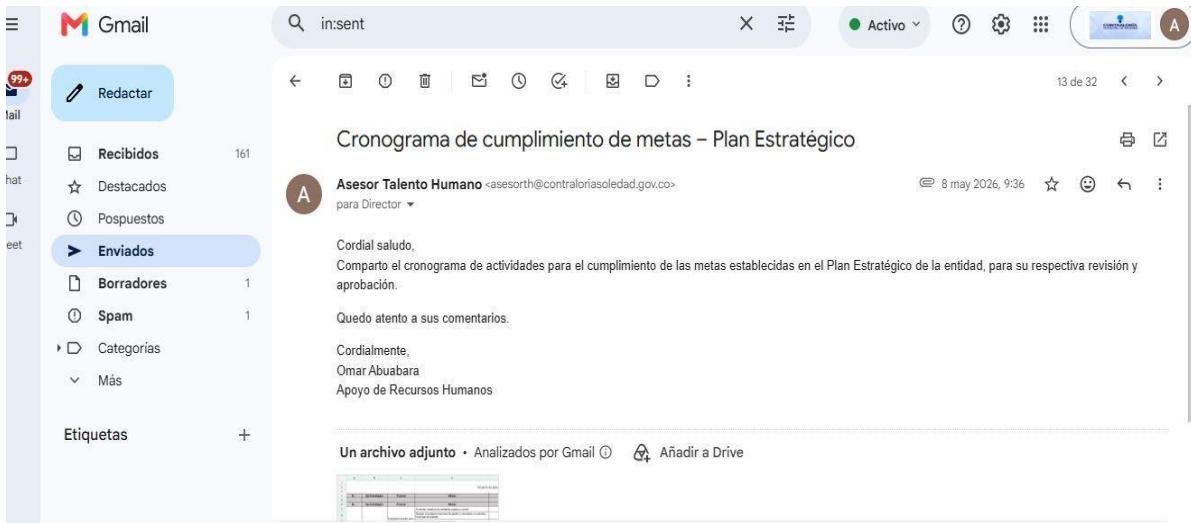 Gmail
in:sent
Activo
A
99+
Mail
Redactar
13 de 32
Cronograma de cumplimiento de metas – Plan Estratégico
Recibidos 161
hat
Destacados
A
Asesor Talento Humano <asesorth@contraloriasoledad.gov.co>
8 may 2026, 9:36
para Director
Pospuestos
eet
Enviados
Cordial saludo,
Comparto el cronograma de actividades para el cumplimiento de las metas establecidas en el Plan Estratégico de la entidad, para su respectiva revisión y
aprobación.
Borradores 1
Spam 1
Quedo atento a sus comentarios.
Categorías
Cordialmente,
Omar Abuabara
Apoyo de Recursos Humanos
Más
Etiquetas +
Un archivo adjunto • Analizados por Gmail
Añadir a Drive